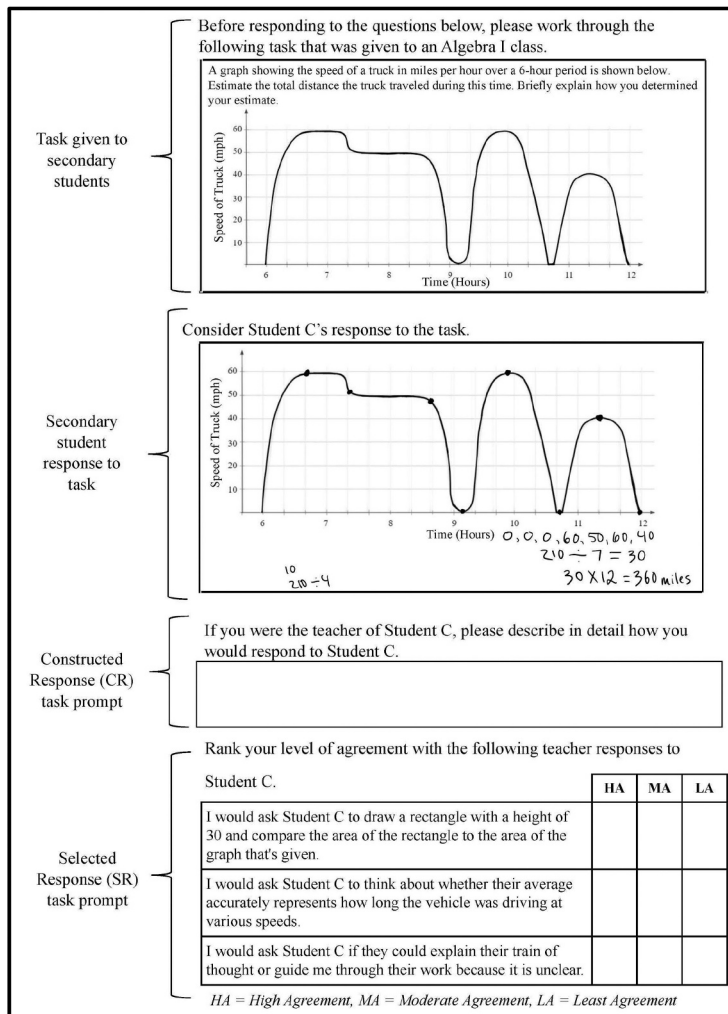 Before responding to the questions below, please work through the
following task that was given to an Algebra I class.
Task given to
secondary
students
A graph showing the speed of a truck in miles per hour over a 6-hour period is shown below.
Estimate the total distance the truck traveled during this time. Briefly explain how you determined
your estimate.
Speed of Truck (mph)
60
50
40
30
20
10
6 7 8 9 10 11 12
Time (Hours)
Secondary
student
response to
task
Consider Student C's response to the task.
Speed of Truck (mph)
60
50
40
30
20
10
6 7 8 9 10 11 12
Time (Hours) 0, 0, 0, 60, 50, 60, 40
210 ÷ 7 = 30
30 X 12 = 360 miles
10
210 ÷ 4
Constructed
Response (CR)
task prompt
If you were the teacher of Student C, please describe in detail how you
would respond to Student C.
Selected
Response (SR)
task prompt
Rank your level of agreement with the following teacher responses to
Student C.
HA MA LA
I would ask Student C to draw a rectangle with a height of
30 and compare the area of the rectangle to the area of the
graph that's given.
I would ask Student C to think about whether their average
accurately represents how long the vehicle was driving at
various speeds.
I would ask Student C if they could explain their train of
thought or guide me through their work because it is unclear.
HA = High Agreement, MA = Moderate Agreement, LA = Least Agreement